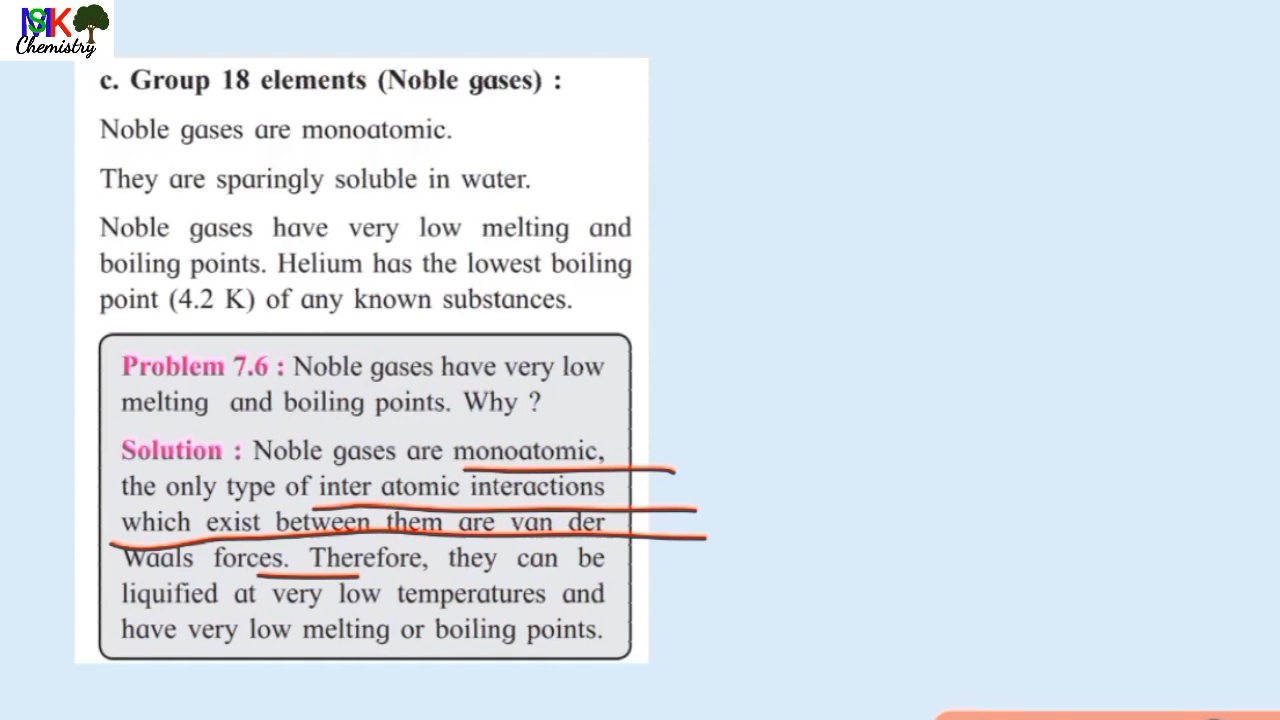 MSK
Chemistry
c. Group 18 elements (Noble gases) :
Noble gases are monoatomic.
They are sparingly soluble in water.
Noble gases have very low melting and
boiling points. Helium has the lowest boiling
point (4.2 K) of any known substances.
Problem 7.6 : Noble gases have very low
melting and boiling points. Why ?
Solution : Noble gases are monoatomic,
the only type of inter atomic interactions
which exist between them are van der
Waals forces. Therefore, they can be
liquified at very low temperatures and
have very low melting or boiling points.